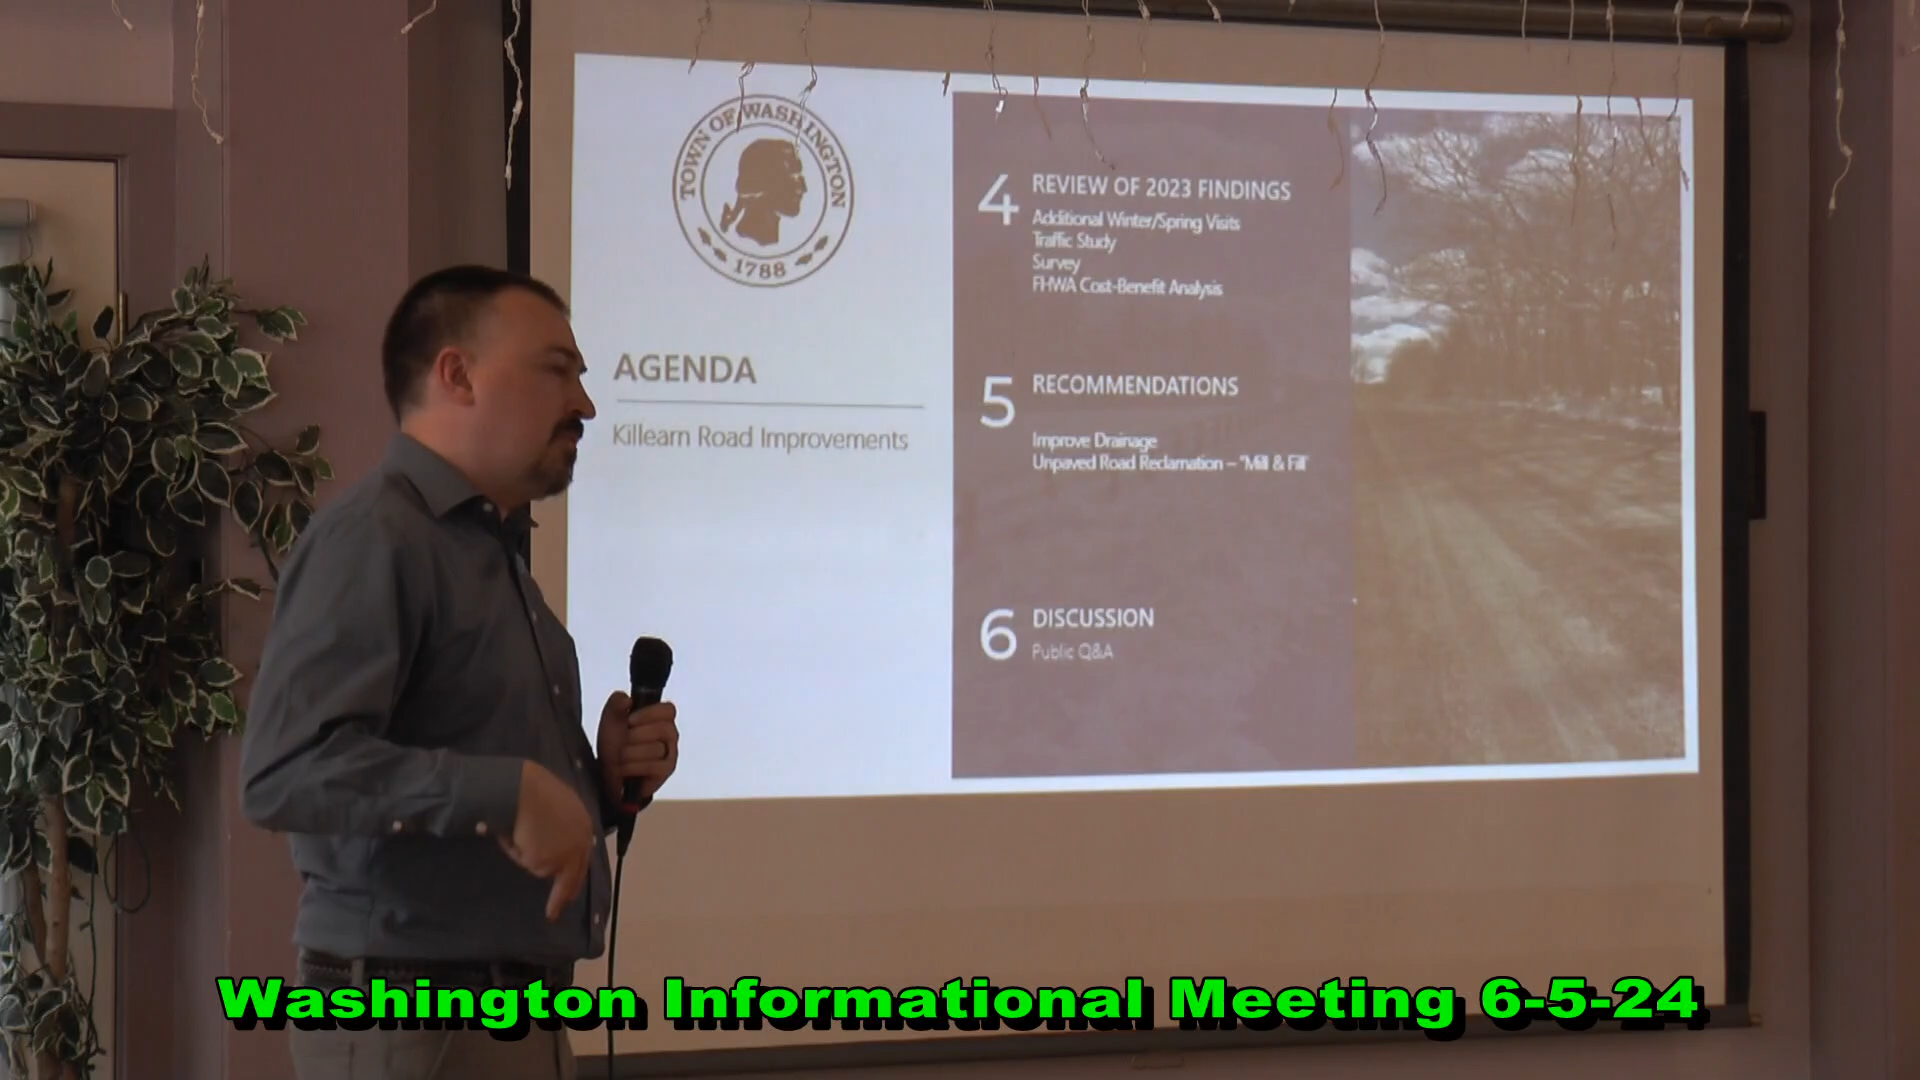 TOWN OF WASHINGTON
1788
AGENDA
Killearn Road Improvements
4
REVIEW OF 2023 FINDINGS
Additional Winter/Spring Visits
Traffic Study
Survey
FHWA Cost-Benefit Analysis
5
RECOMMENDATIONS
Improve Drainage
Unpaved Road Reclamation – "Mill & Fill"
6
DISCUSSION
Public Q&A
Washington Informational Meeting 6-5-24